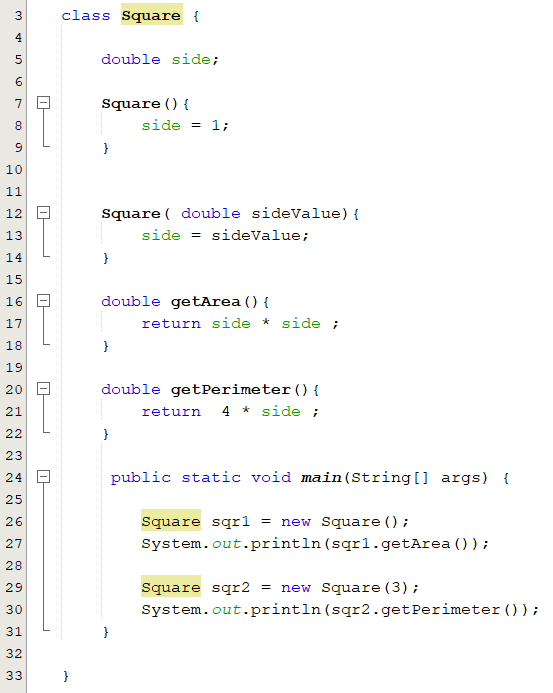 3 class Square {
4
5 double side;
6
7 Square(){
8 side = 1;
9 }
10
11
12 Square( double sideValue){
13 side = sideValue;
14 }
15
16 double getArea(){
17 return side * side ;
18 }
19
20 double getPerimeter(){
21 return  4 * side ;
22 }
23
24 public static void main(String[] args) {
25
26 Square sqr1 = new Square();
27 System.out.println(sqr1.getArea());
28
29 Square sqr2 = new Square(3);
30 System.out.println(sqr2.getPerimeter());
31 }
32
33 }